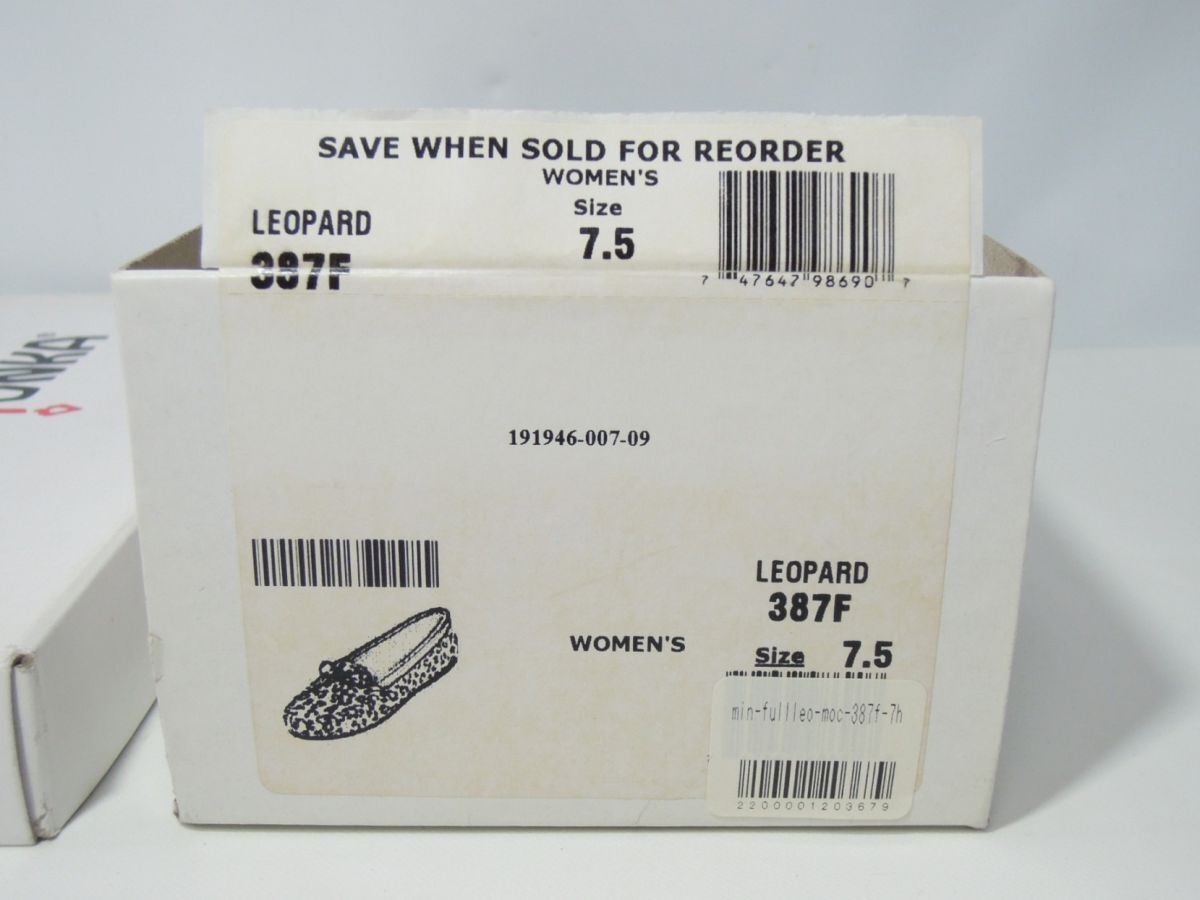 SAVE WHEN SOLD FOR REORDER
WOMEN'S
Size
7.5
LEOPARD
387F
7 47647 98690 7
191946-007-09
LEOPARD
387F
WOMEN'S
Size 7.5
min-fullleo-moc-387f-7h
2200001203679